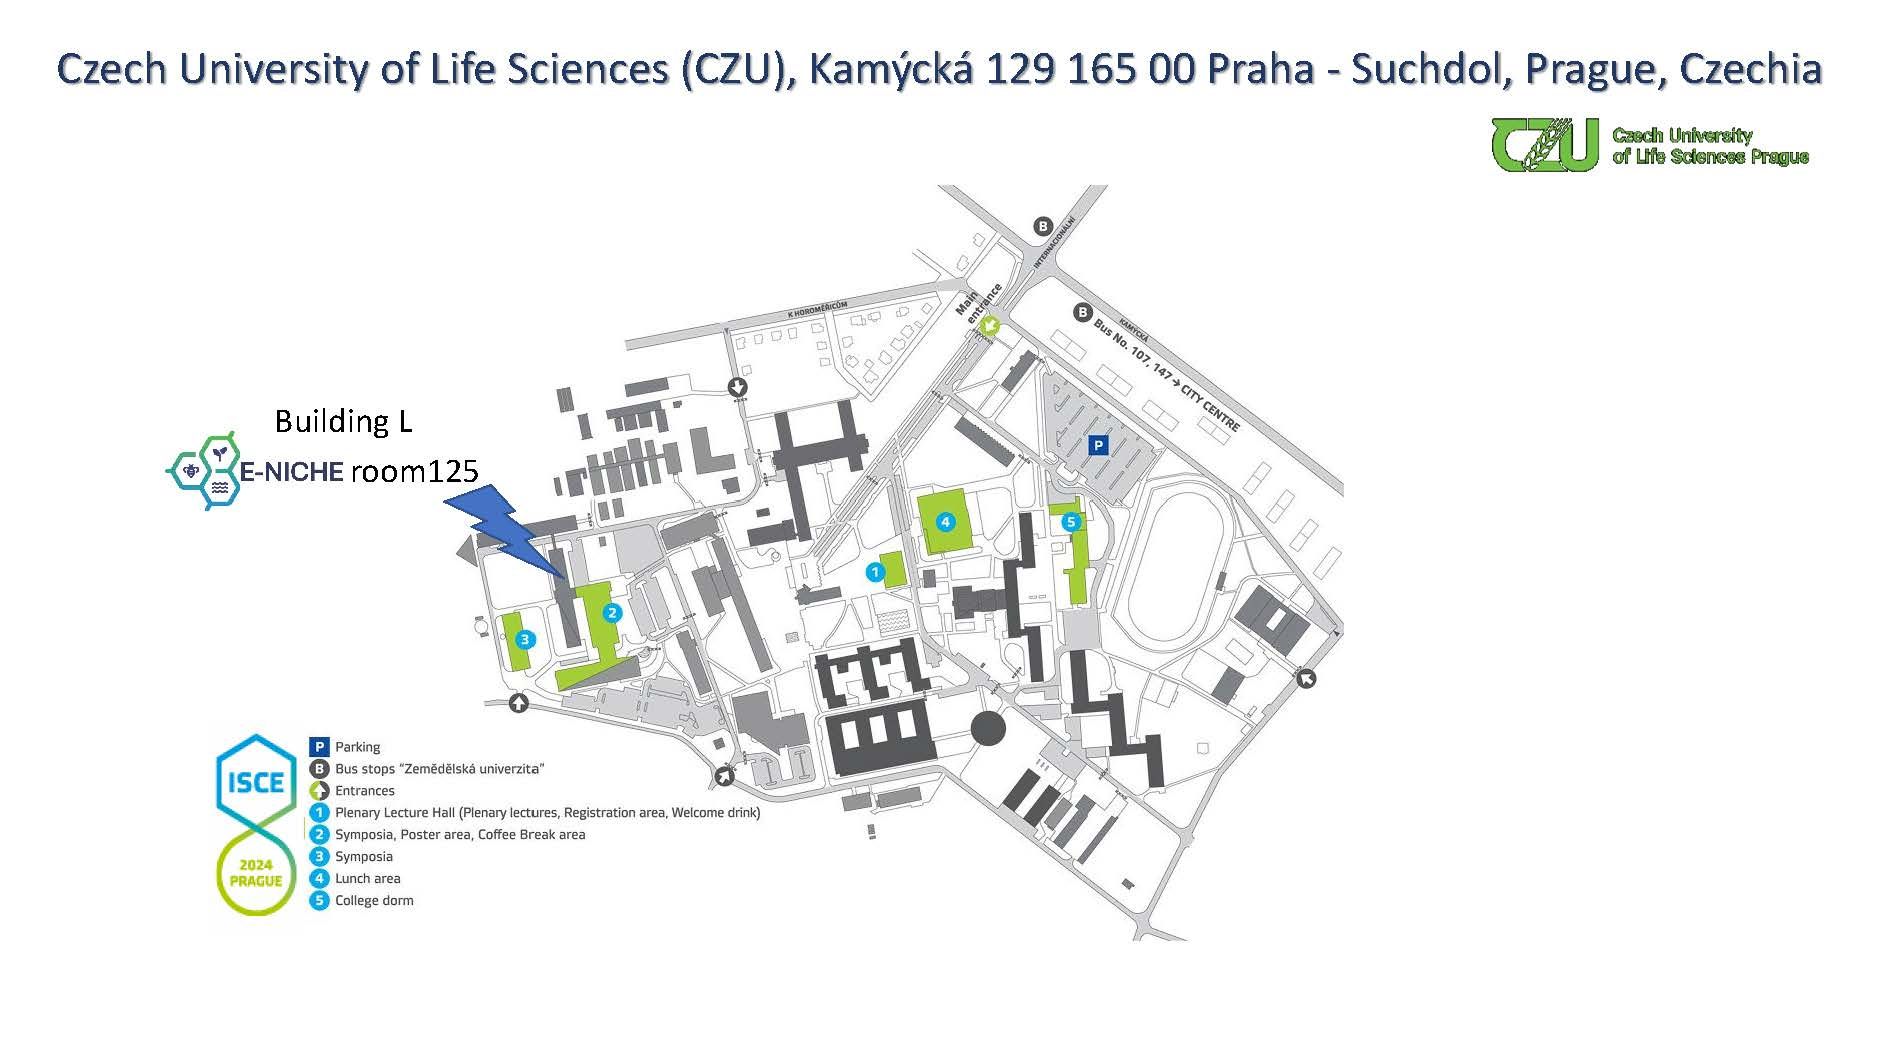 Czech University of Life Sciences (CZU), Kamýcká 129 165 00 Praha - Suchdol, Prague, Czechia
CZU
Czech University
of Life Sciences Prague
B
INTERNACIONÁLNÍ
Main
entrance
K HOROMĚŘICŮM
B
KAMÝCKÁ
Bus No. 107, 147 → CITY CENTRE
P
Building L
E-NICHE room125
4
5
1
2
3
ISCE
2024
PRAGUE
P Parking
B Bus stops “Zemědělská univerzita”
Entrances
1 Plenary Lecture Hall (Plenary lectures, Registration area, Welcome drink)
2 Symposia, Poster area, Coffee Break area
3 Symposia
4 Lunch area
5 College dorm